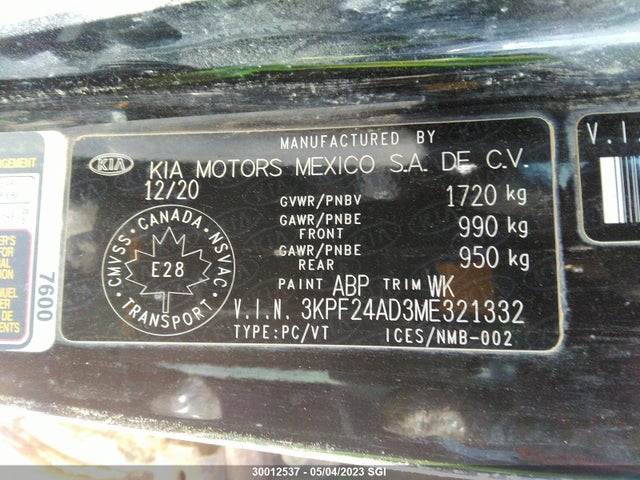 MANUFACTURED BY
KIA KIA MOTORS MEXICO S.A. DE C.V.
12/20
GVWR/PNBV 1720 kg
GAWR/PNBE FRONT 990 kg
GAWR/PNBE REAR 950 kg
PAINT ABP TRIM WK
V.I.N. 3KPF24AD3ME321332
TYPE:PC/VT ICES/NMB-002
CANADA
CMVSS NSVAC
E28
TRANSPORT
7600
V.I.
30012537 - 05/04/2023 SGI